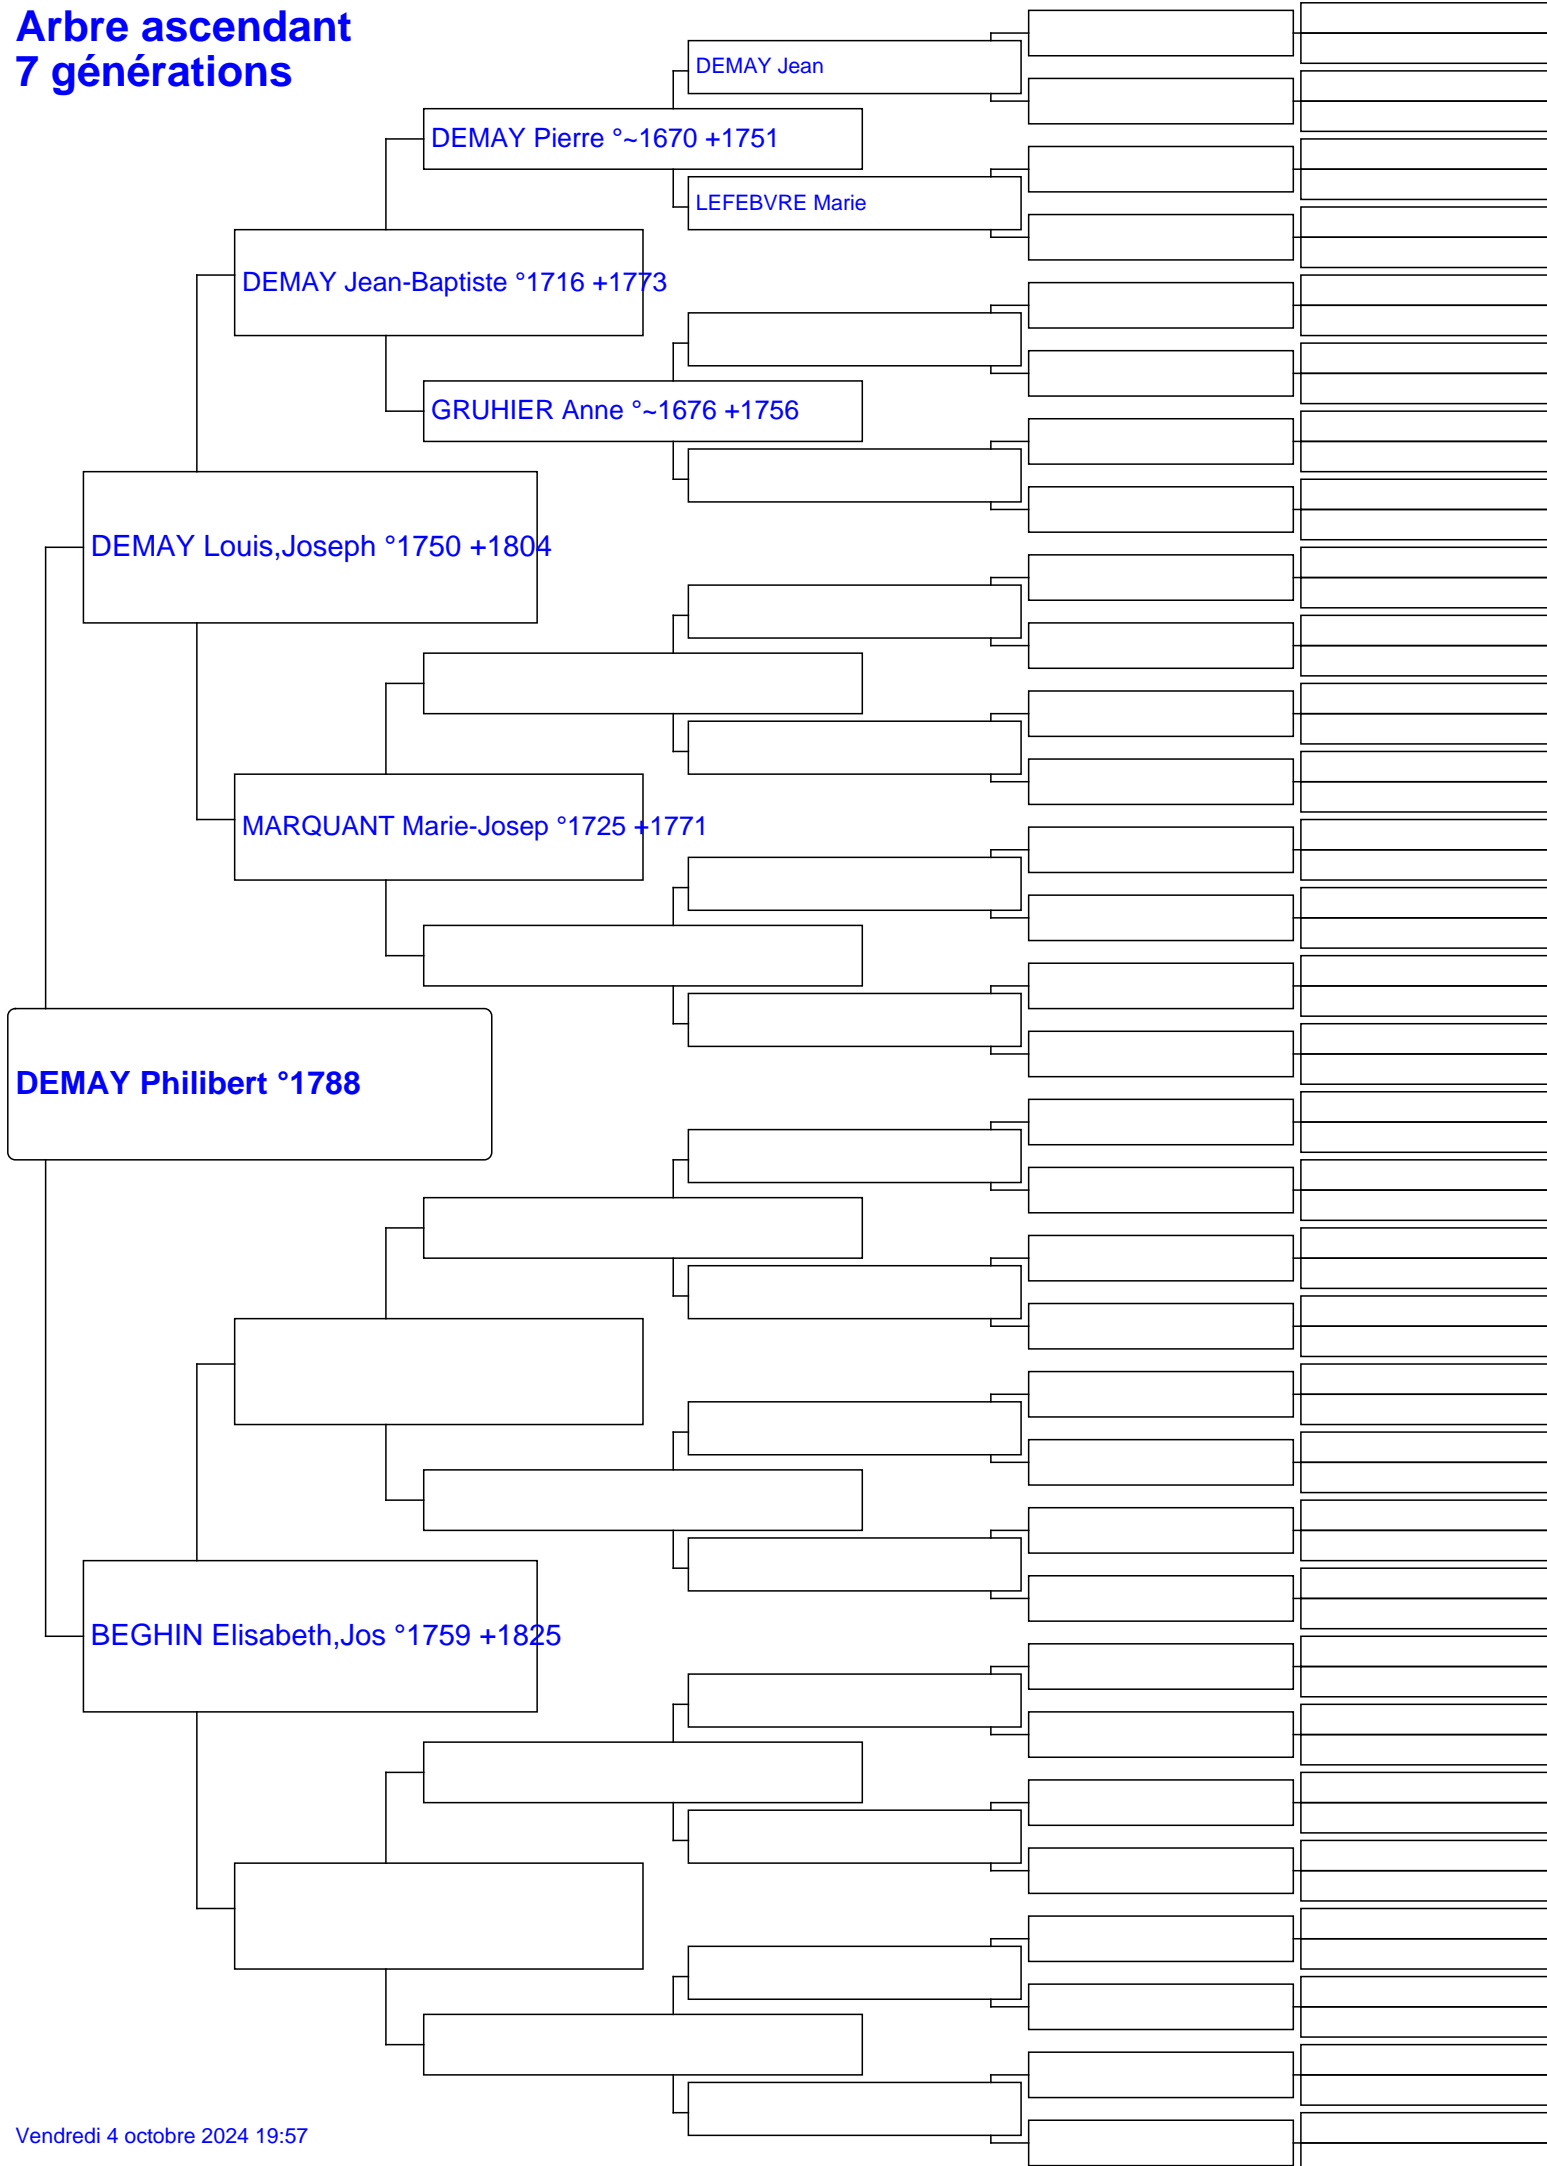 Arbre ascendant
7 générations
DEMAY Jean
DEMAY Pierre °~1670 +1751
LEFEBVRE Marie
DEMAY Jean-Baptiste °1716 +1773
GRUHIER Anne °~1676 +1756
DEMAY Louis,Joseph °1750 +1804
MARQUANT Marie-Josep °1725 +1771
DEMAY Philibert °1788
BEGHIN Elisabeth,Jos °1759 +1825
Vendredi 4 octobre 2024 19:57